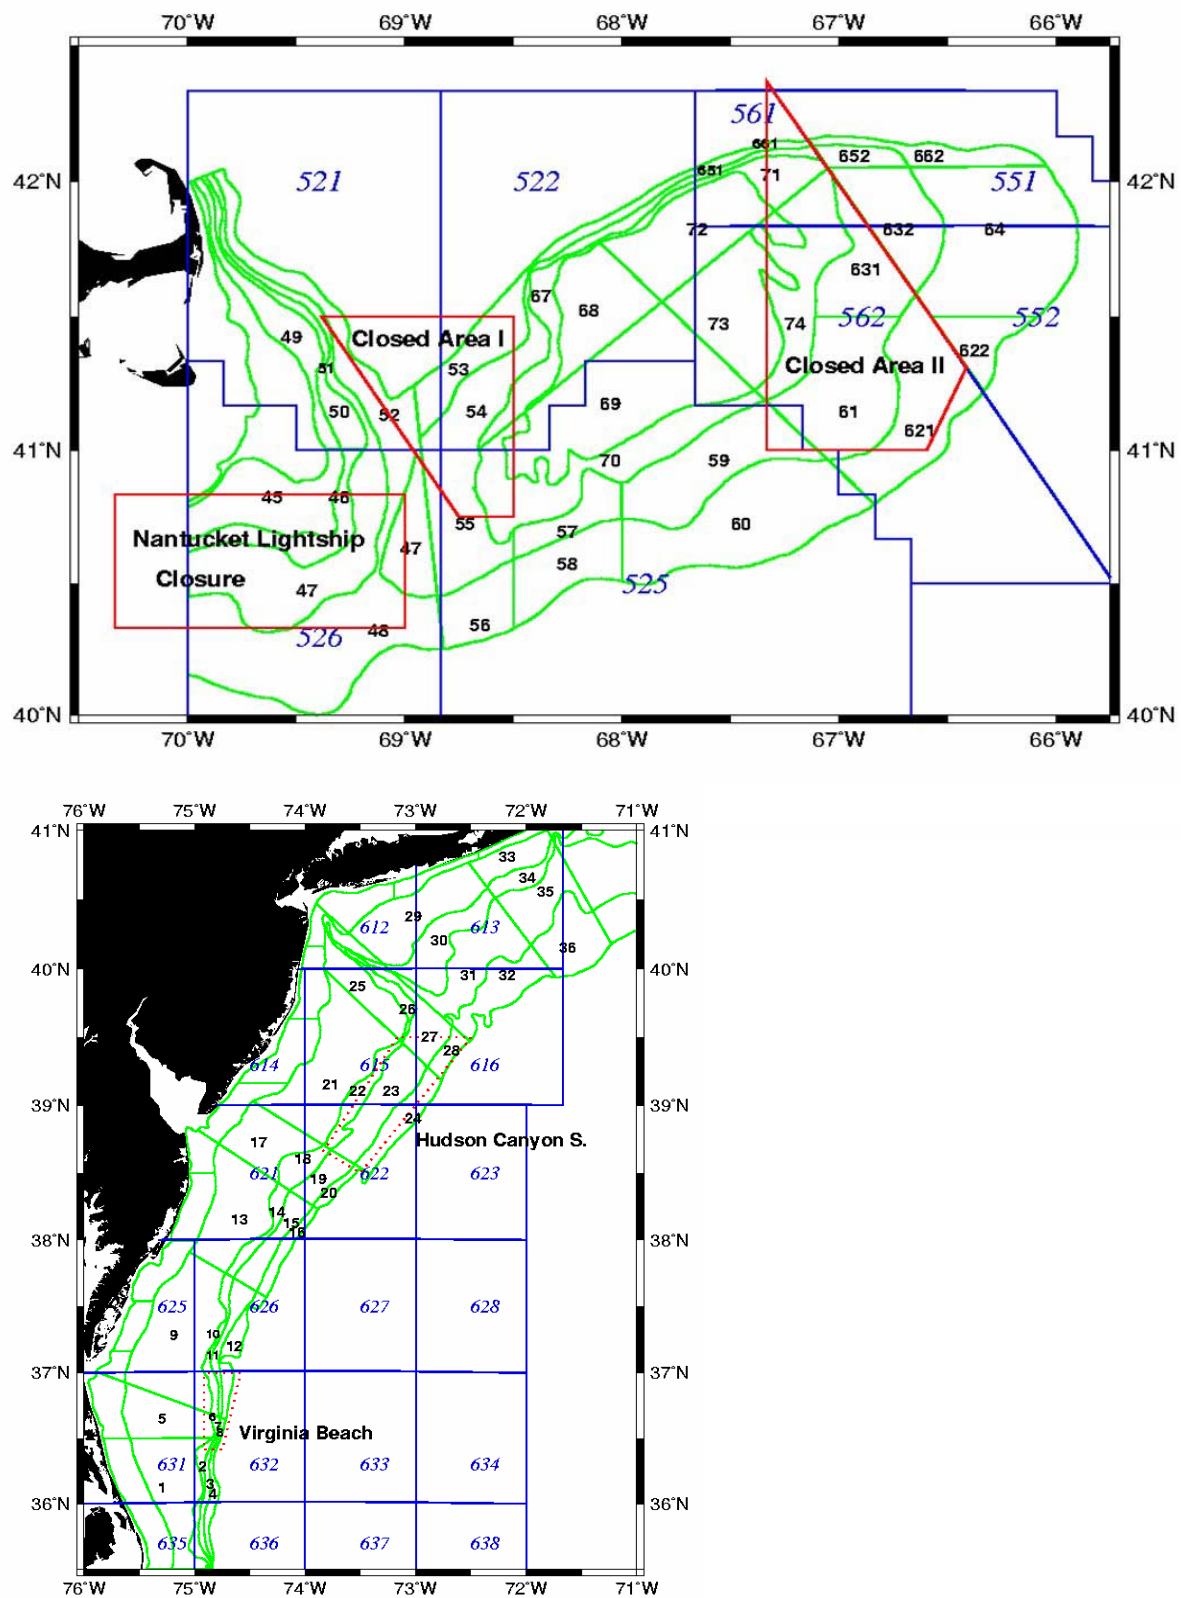 70°W 69°W 68°W 67°W 66°W
561
661
652 662
42°N 521 522 651 71 551 42°N
72 632 64
631
67
68 73 74 562 552
49 Closed Area I
622
51 53 Closed Area II
50 52 54 69 61
621
41°N 70 59 41°N
45 46
55 57 60
Nantucket Lightship
47
58
Closure
47 525
56
526 48
40°N 40°N
70°W 69°W 68°W 67°W 66°W
76°W 75°W 74°W 73°W 72°W 71°W
41°N 41°N
33
34
35
29
612 613
30
36
40°N 31 32 40°N
25
26
27
28
614 615 616
21 22 23
39°N 39°N
24
17 Hudson Canyon S.
18
621 19 622 623
20
14
13 15
16
38°N 38°N
625 626 627 628
9 10
12
11
37°N 37°N
5 6
7
8 Virginia Beach
631 2 632 633 634
1 3
4
36°N 36°N
635 636 637 638
76°W 75°W 74°W 73°W 72°W 71°W